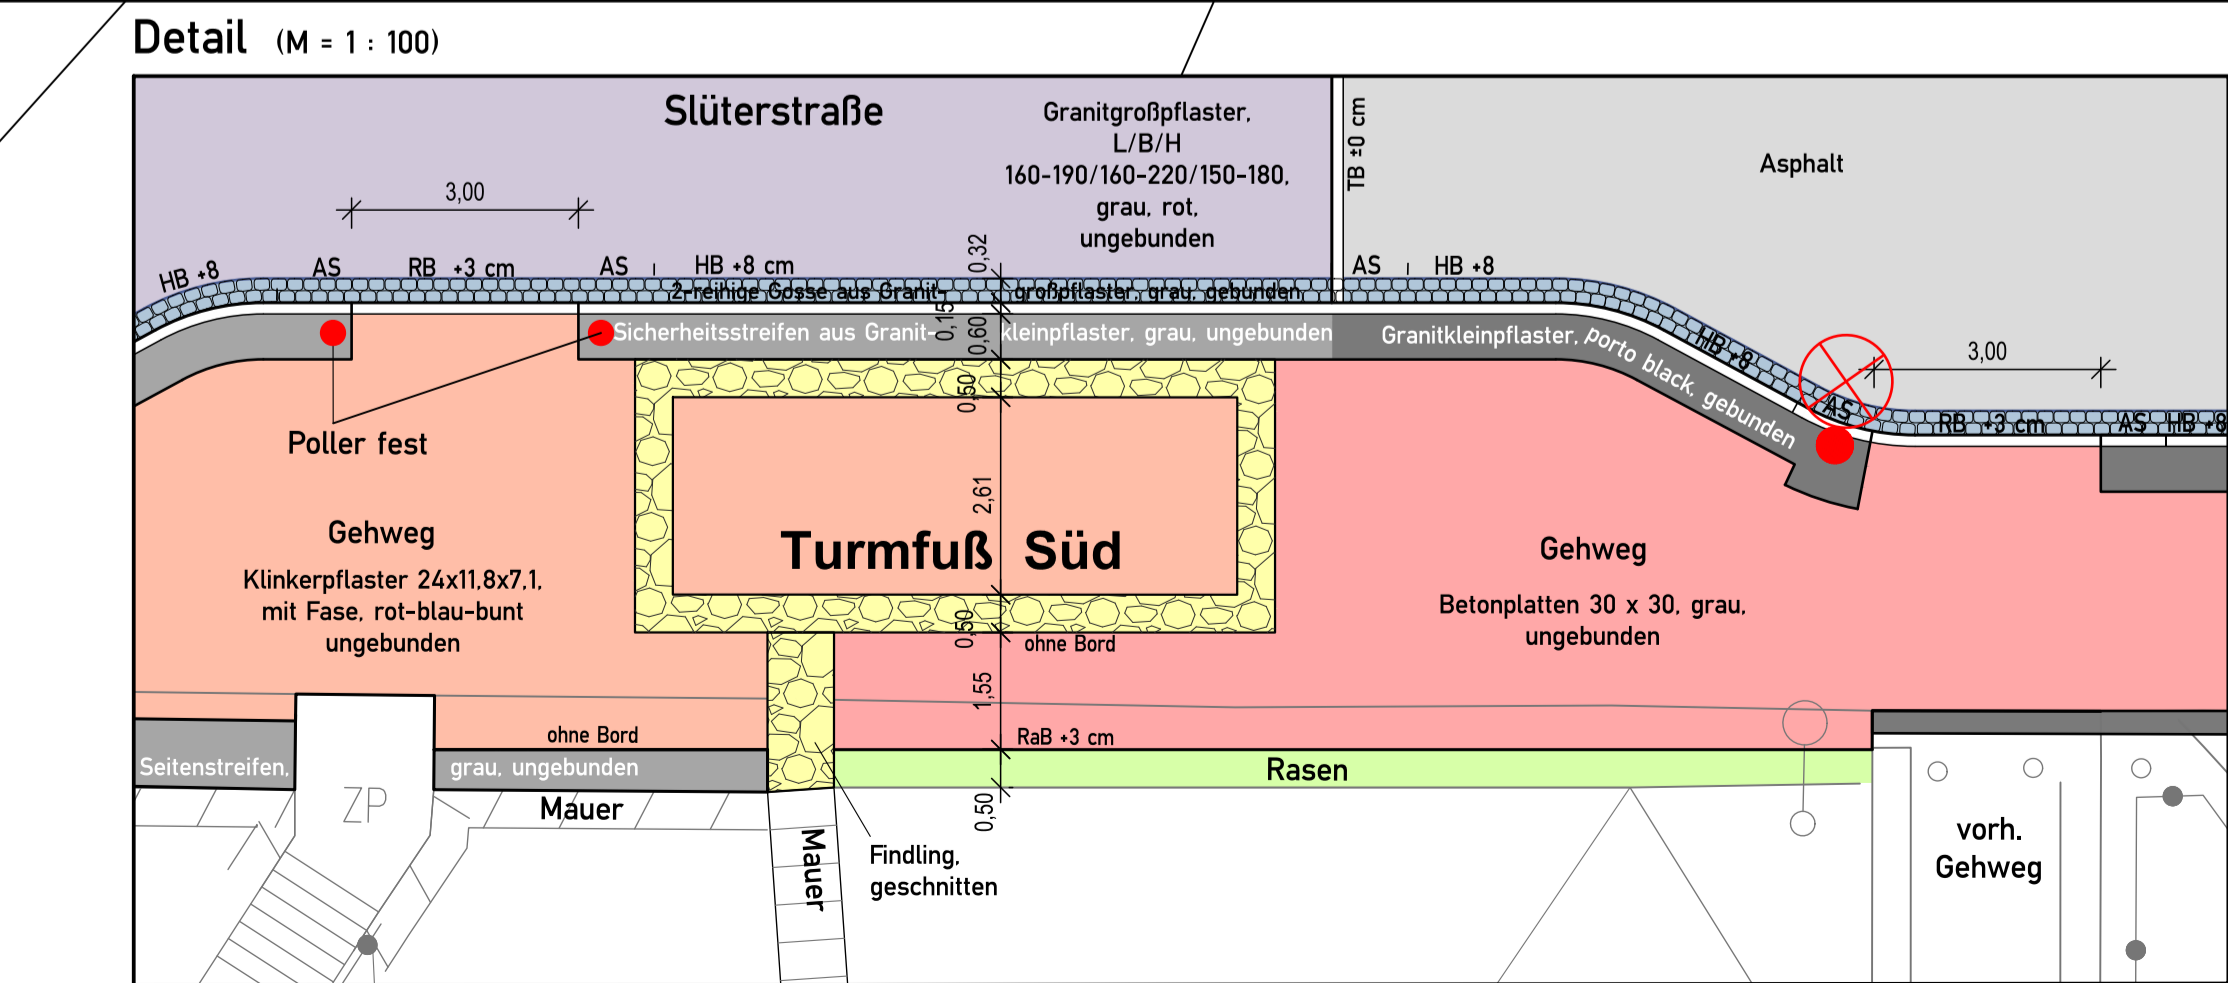 Detail (M = 1 : 100)
Slüterstraße
Granitgroßpflaster,
L/B/H
160-190/160-220/150-180,
grau, rot,
ungebunden
TB ±0 cm
Asphalt
3,00
0,32
HB +8
AS
RB +3 cm
AS
HB +8 cm
AS
HB +8
2-reihige Gosse aus Granit-
großpflaster, grau, gebunden
0,15
0,60
Sicherheitsstreifen aus Granit-
kleinpflaster, grau, ungebunden
Granitkleinpflaster, porto black, gebunden
HB +8
AS
3,00
RB +3 cm
AS
HB +8
0,50
Poller fest
2,61
Turmfuß Süd
Gehweg
Klinkerpflaster 24x11,8x7,1,
mit Fase, rot-blau-bunt
ungebunden
Gehweg
Betonplatten 30 x 30, grau,
ungebunden
0,50
ohne Bord
1,55
ohne Bord
RaB +3 cm
Seitenstreifen,
grau, ungebunden
Rasen
ZP
Mauer
0,50
Mauer
Findling,
geschnitten
vorh.
Gehweg